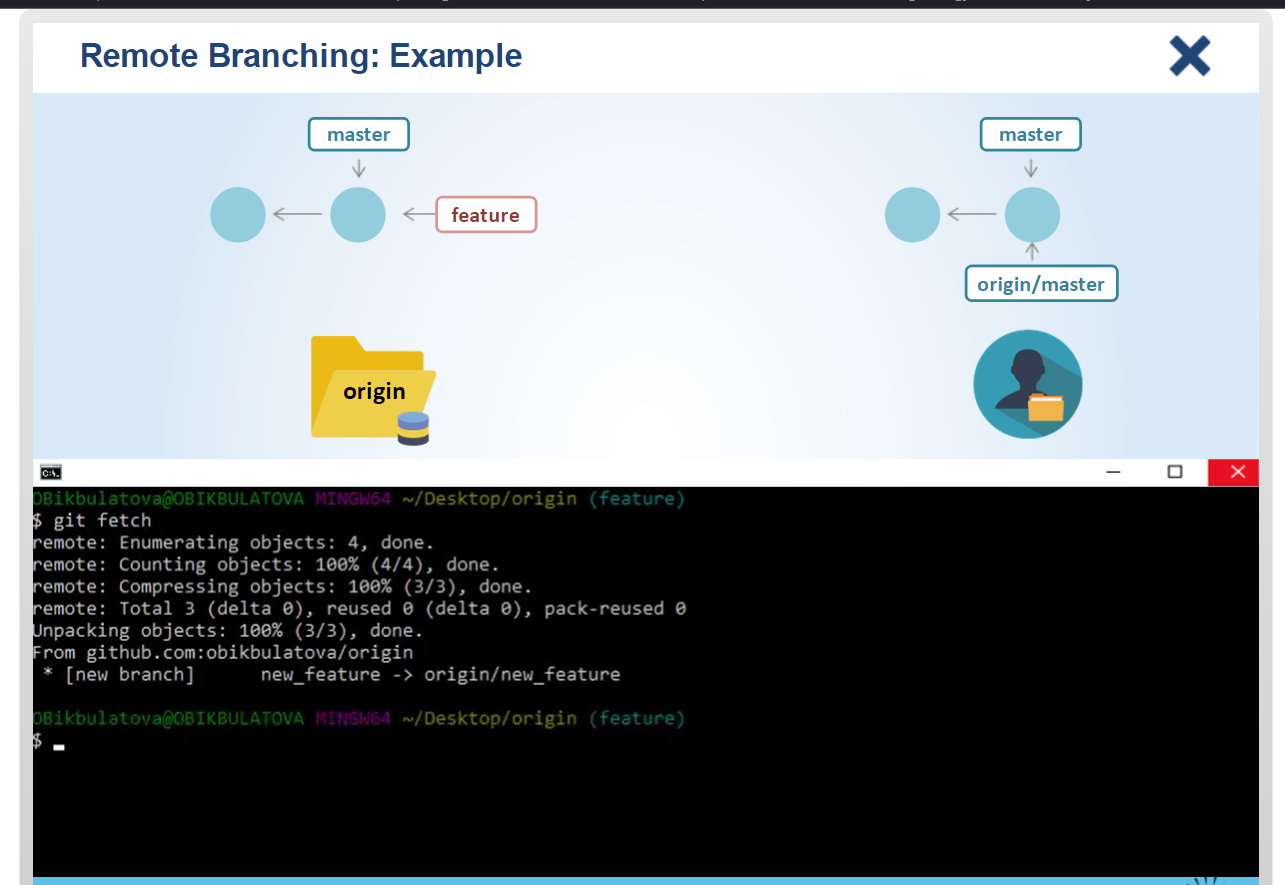 Remote Branching: Example
master
feature
master
origin/master
origin
C:\.
OBikbulatova@OBIKBULATOVA MINGW64 ~/Desktop/origin (feature)
$ git fetch
remote: Enumerating objects: 4, done.
remote: Counting objects: 100% (4/4), done.
remote: Compressing objects: 100% (3/3), done.
remote: Total 3 (delta 0), reused 0 (delta 0), pack-reused 0
Unpacking objects: 100% (3/3), done.
From github.com:obikbulatova/origin
* [new branch] new_feature -> origin/new_feature
OBikbulatova@OBIKBULATOVA MINGW64 ~/Desktop/origin (feature)
$